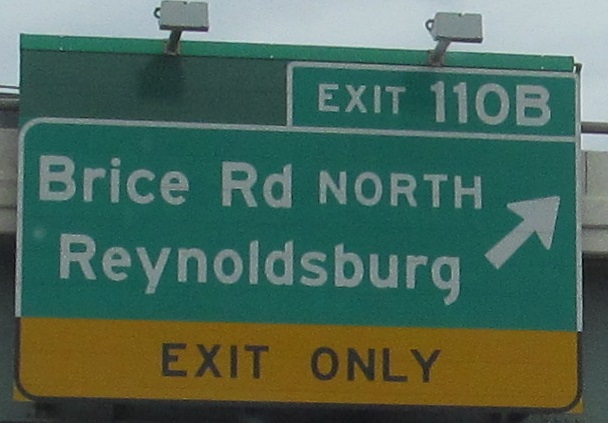 EXIT 110B
Brice Rd NORTH
Reynoldsburg
EXIT ONLY